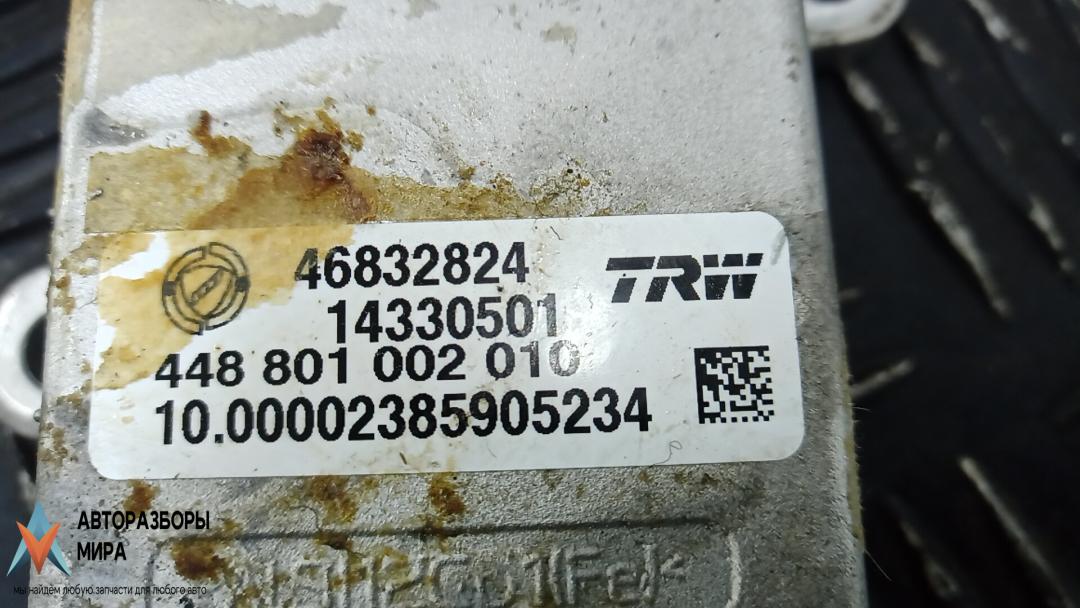 46832824
TRW
14330501
448 801 002 010
10.00002385905234
АВТОРАЗБОРЫ
МИРА
мы найдём любую запчасти для любого авто